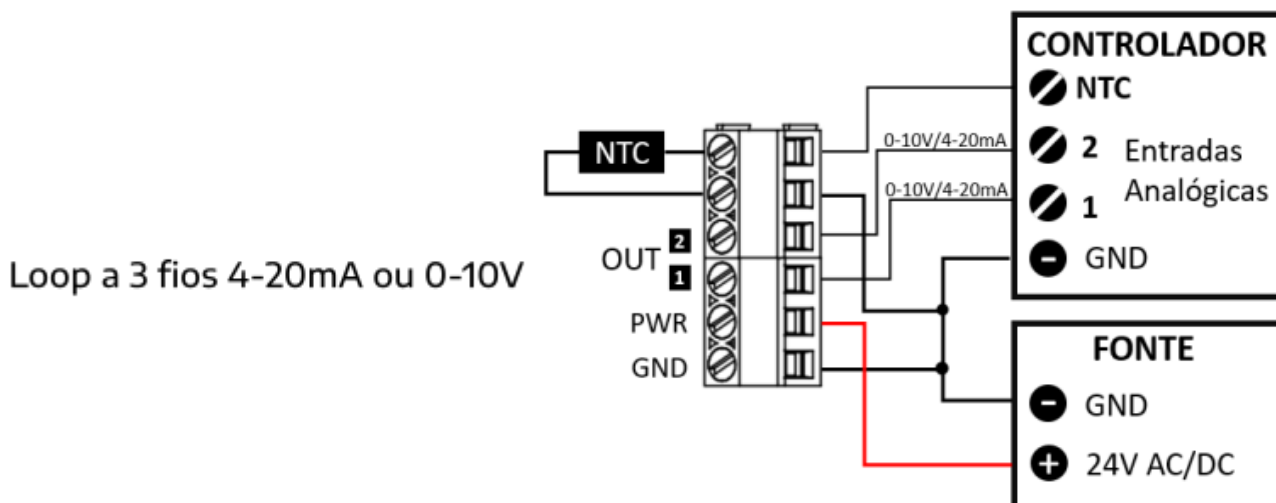 CONTROLADOR
NTC
NTC
0-10V/4-20mA
2 Entradas
Analógicas
0-10V/4-20mA
1
OUT 2
1
GND
Loop a 3 fios 4-20mA ou 0-10V
PWR
GND
FONTE
GND
24V AC/DC